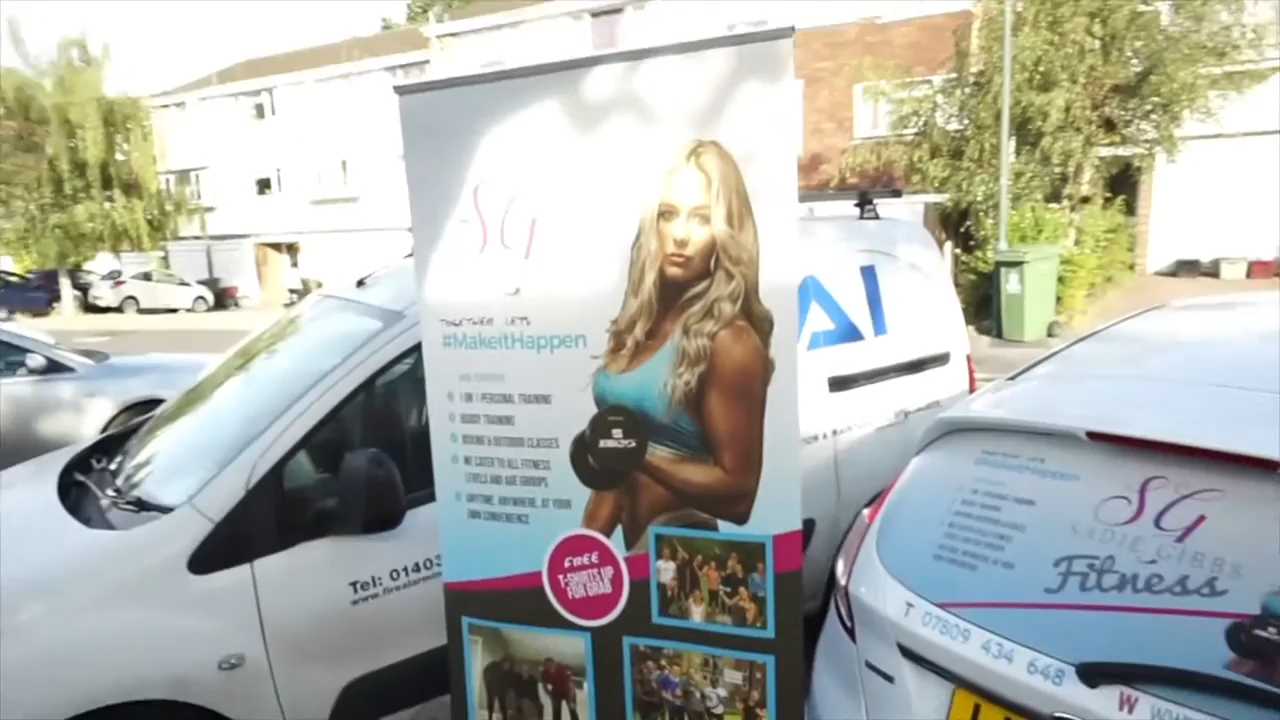 SG
TOGETHER LETS
#MakeitHappen
1 ON 1 PERSONAL TRAINING
BUDDY TRAINING
BOXING & OUTDOOR CLASSES
WE CATER TO ALL FITNESS
LEVELS AND AGE GROUPS
ANYTIME, ANYWHERE, AT YOUR
OWN CONVENIENCE
FREE
T-SHIRTS UP
FOR GRAB
Tel: 01403
AI
#MakeitHappen
SG
SADIE GIBBS
Fitness
T 07809 434 648
W